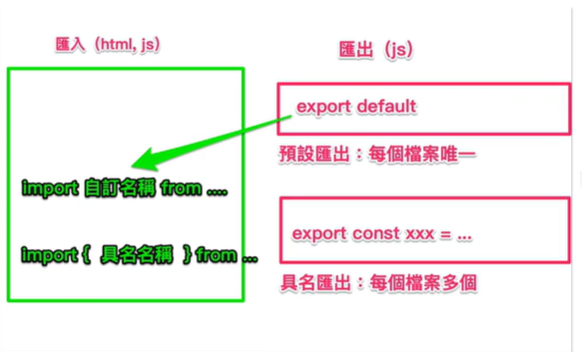 匯入（html, js）
import 自訂名稱 from ....
import { 具名名稱 } from ...
匯出（js）
export default
預設匯出：每個檔案唯一
export const xxx = ...
具名匯出：每個檔案多個